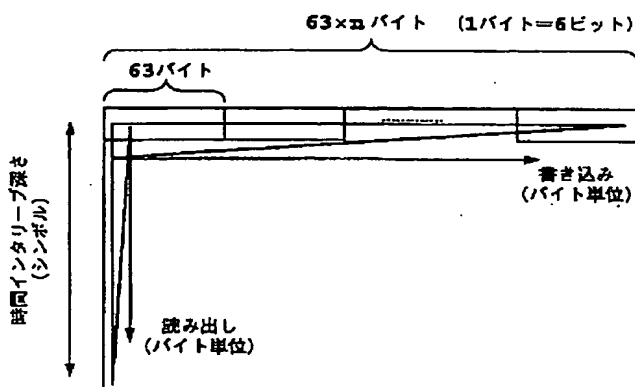 63×nバイト （1バイト＝6ビット）
63バイト
書き込み
（バイト単位）
時間インタリーブ深さ
（シンボル）
読み出し
（バイト単位）